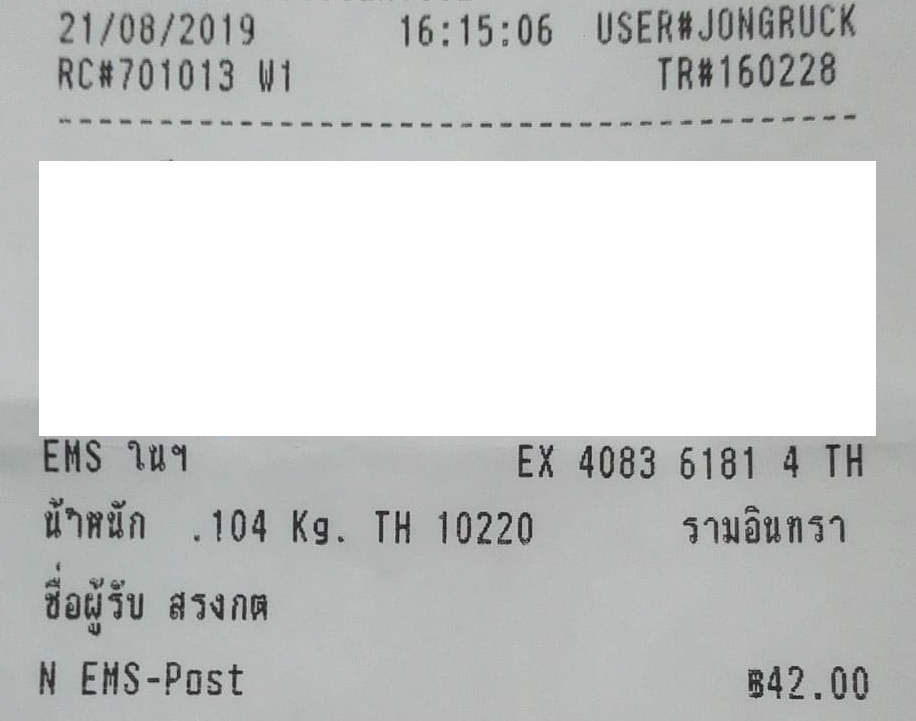 21/08/2019 16:15:06 USER#JONGRUCK
RC#701013 W1 TR#160228
EMS ในฯ EX 4083 6181 4 TH
น้ำหนัก .104 Kg. TH 10220 รามอินทรา
ชื่อผู้รับ สรงกต
N EMS-Post ฿42.00